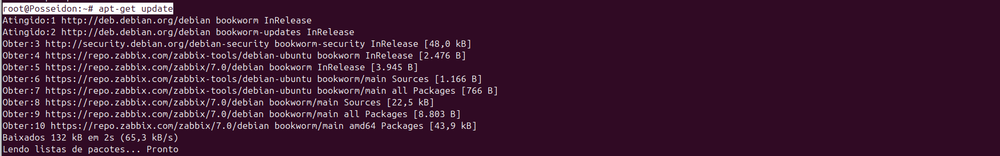 root@Posseidon:~# apt-get update
Atingido:1 http://deb.debian.org/debian bookworm InRelease
Atingido:2 http://deb.debian.org/debian bookworm-updates InRelease
Obter:3 http://security.debian.org/debian-security bookworm-security InRelease [48,0 kB]
Obter:4 https://repo.zabbix.com/zabbix-tools/debian-ubuntu bookworm InRelease [2.476 B]
Obter:5 https://repo.zabbix.com/zabbix/7.0/debian bookworm InRelease [3.945 B]
Obter:6 https://repo.zabbix.com/zabbix-tools/debian-ubuntu bookworm/main Sources [1.166 B]
Obter:7 https://repo.zabbix.com/zabbix-tools/debian-ubuntu bookworm/main all Packages [766 B]
Obter:8 https://repo.zabbix.com/zabbix/7.0/debian bookworm/main Sources [22,5 kB]
Obter:9 https://repo.zabbix.com/zabbix/7.0/debian bookworm/main all Packages [8.803 B]
Obter:10 https://repo.zabbix.com/zabbix/7.0/debian bookworm/main amd64 Packages [43,9 kB]
Baixados 132 kB em 2s (65,3 kB/s)
Lendo listas de pacotes... Pronto